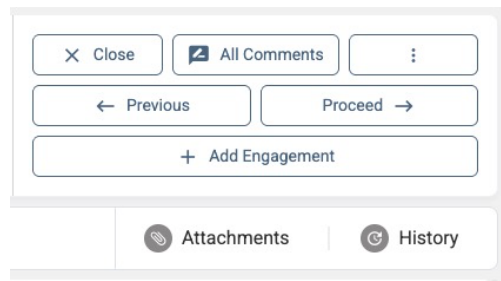 Close All Comments
Previous Proceed
Add Engagement
Attachments History